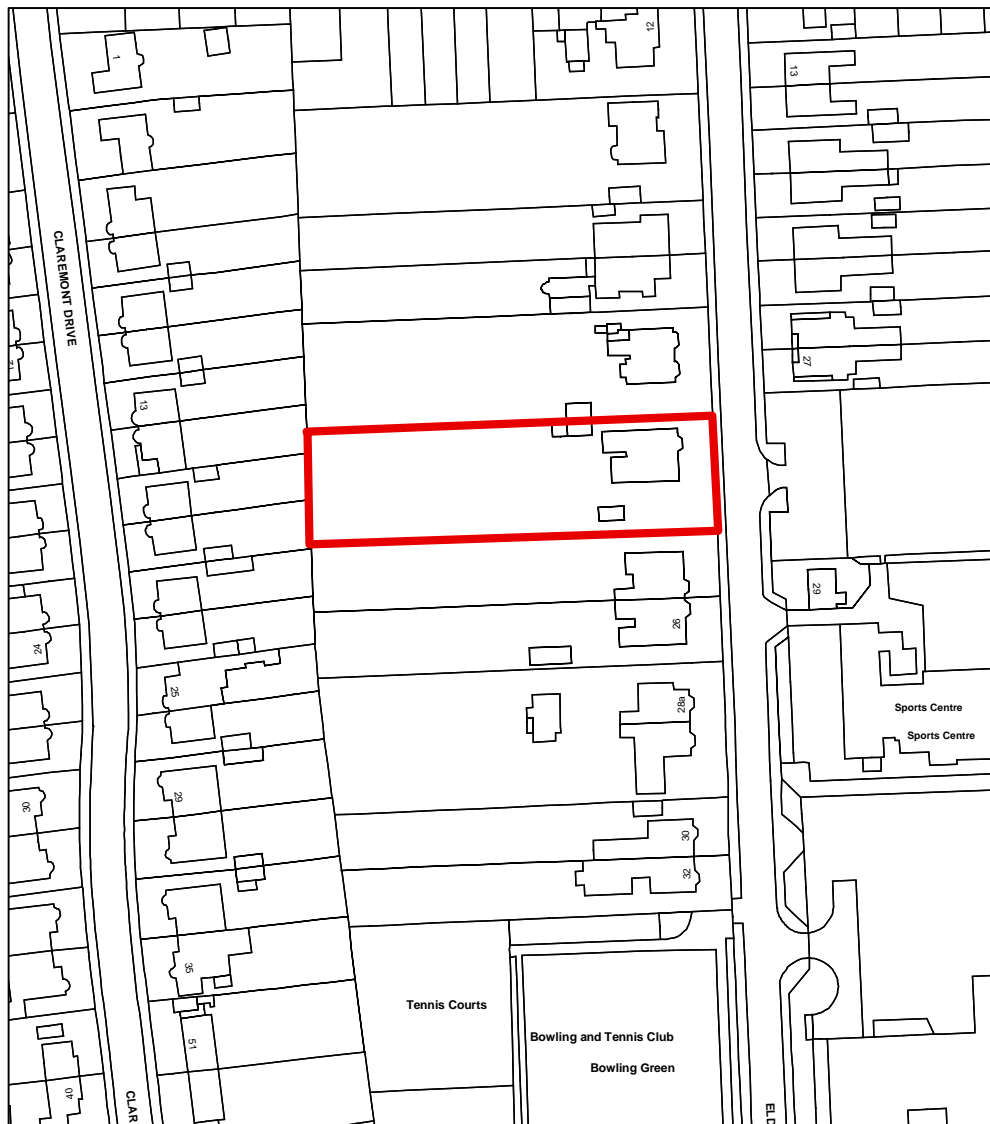 12
1
13
CLAREMONT DRIVE
27
13
29
24
26
25
28a
Sports Centre
Sports Centre
29
30
30
32
35
Tennis Courts
51
Bowling and Tennis Club
Bowling Green
40
CLAR
ELD